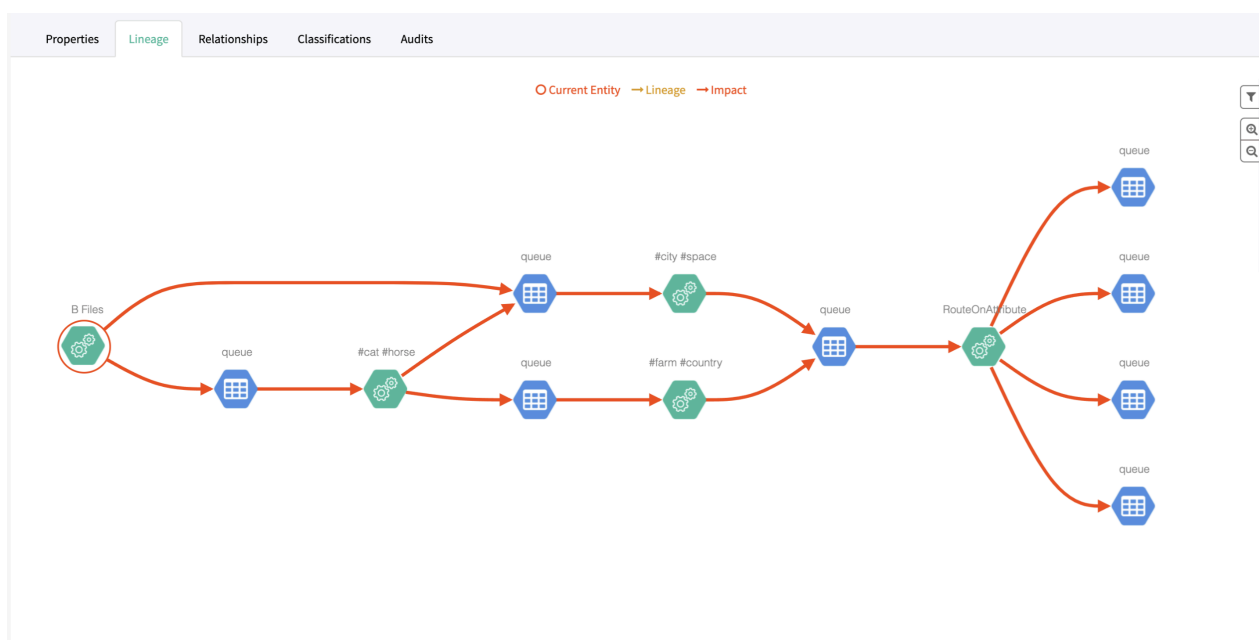 Properties
Lineage
Relationships
Classifications
Audits
Current Entity
Lineage
Impact
queue
queue
#city #space
queue
B Files
queue
RouteOnAttribute
queue
#cat #horse
queue
#farm #country
queue
queue